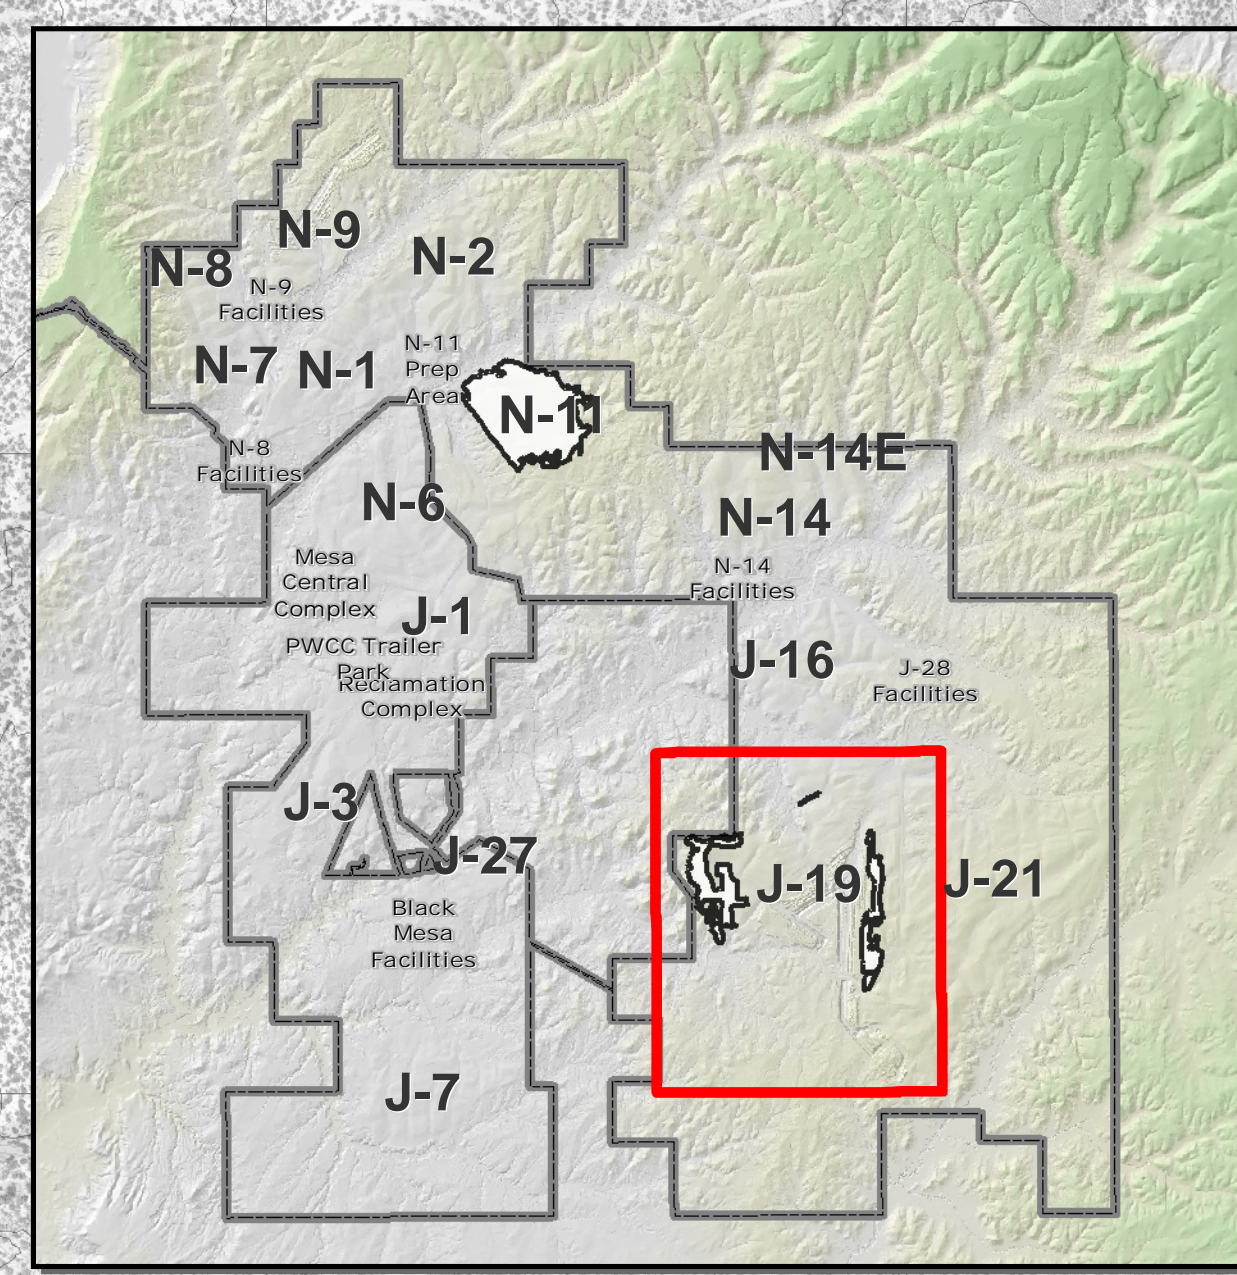 N-9
N-2
N-8
N-9
Facilities
N-11
Prep
Area
N-7
N-1
N-11
N-8
Facilities
N-14E
N-6
N-14
Mesa
Central
Complex
N-14
Facilities
J-1
PWCC Trailer
Park
Reclamation
Complex
J-16
J-28
Facilities
J-3
J-27
J-19
J-21
Black
Mesa
Facilities
J-7